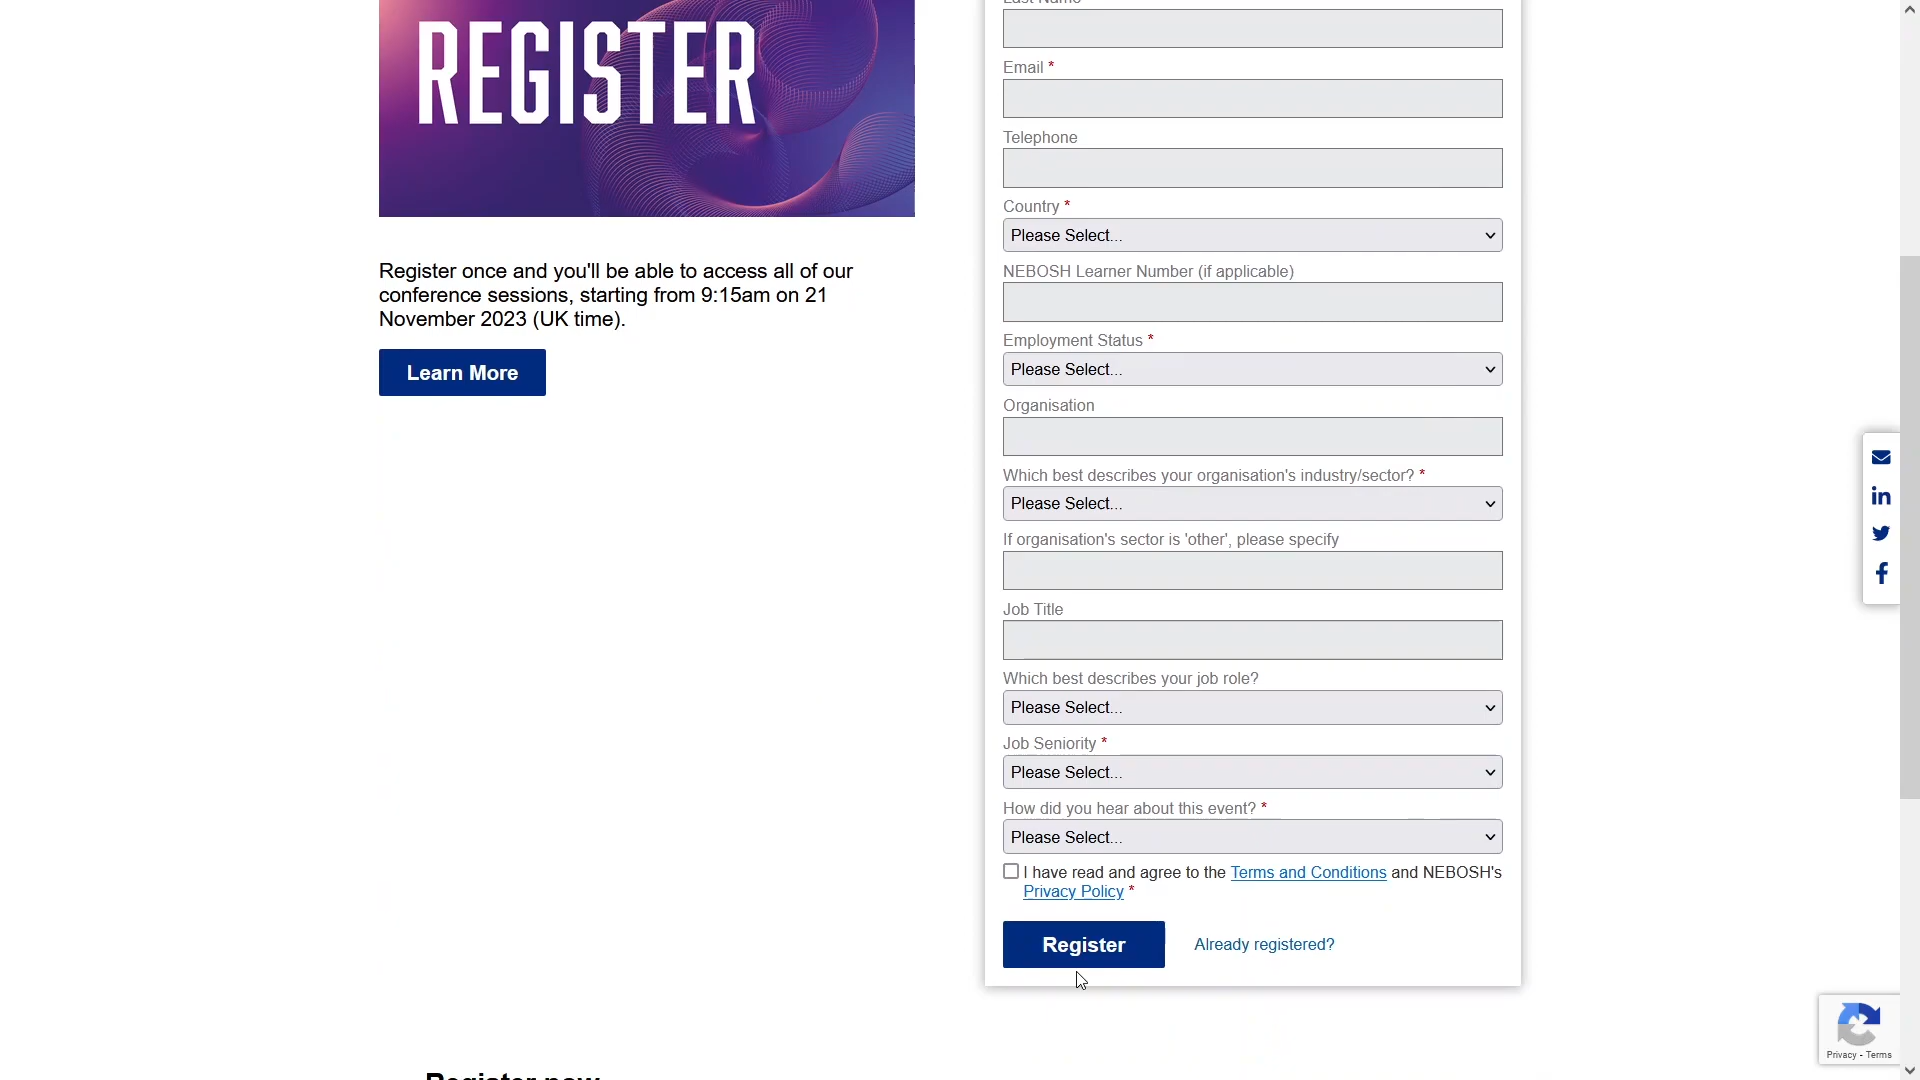 REGISTER
Register once and you'll be able to access all of our
conference sessions, starting from 9:15am on 21
November 2023 (UK time).
Learn More
Last Name
Email *
Telephone
Country *
Please Select...
NEBOSH Learner Number (if applicable)
Employment Status *
Please Select...
Organisation
Which best describes your organisation's industry/sector? *
Please Select...
If organisation's sector is 'other', please specify
Job Title
Which best describes your job role?
Please Select...
Job Seniority *
Please Select...
How did you hear about this event? *
Please Select...
I have read and agree to the Terms and Conditions and NEBOSH's
Privacy Policy *
Register
Already registered?
Privacy - Terms
Register now